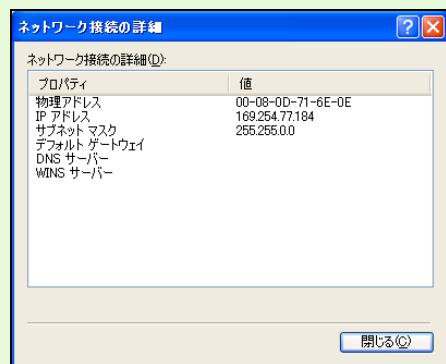 ネットワーク接続の詳細
ネットワーク接続の詳細(D):
プロパティ 値
物理アドレス 00-08-0D-71-6E-0E
IP アドレス 169.254.77.184
サブネット マスク 255.255.0.0
デフォルト ゲートウェイ
DNS サーバー
WINS サーバー
閉じる(C)